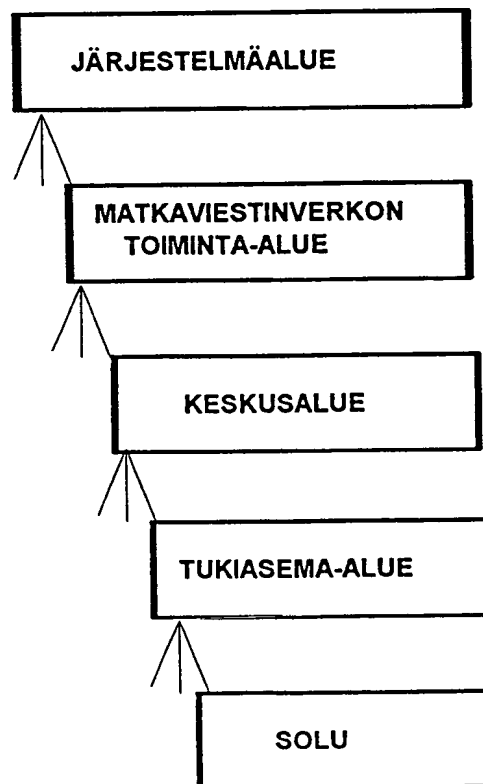 JÄRJESTELMÄALUE
MATKAVIESTINVERKON
TOIMINTA-ALUE
KESKUSALUE
TUKIASEMA-ALUE
SOLU